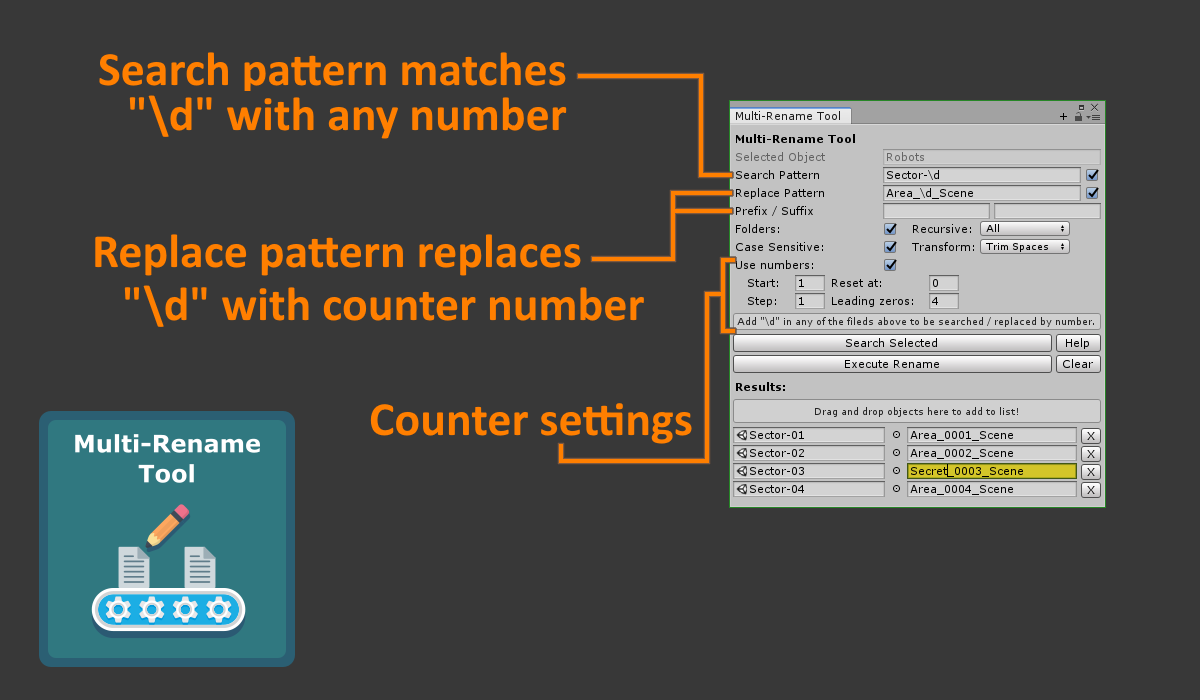 Search pattern matches
"\d" with any number
Replace pattern replaces
"\d" with counter number
Counter settings
Multi-Rename
Tool
Multi-Rename Tool
Multi-Rename Tool
Selected Object Robots
Search Pattern Sector-\d
Replace Pattern Area_\d_Scene
Prefix / Suffix
Folders: Recursive: All
Case Sensitive: Transform: Trim Spaces
Use numbers:
Start: 1 Reset at: 0
Step: 1 Leading zeros: 4
Add "\d" in any of the fileds above to be searched / replaced by number.
Search Selected Help
Execute Rename Clear
Results:
Drag and drop objects here to add to list!
Sector-01 Area_0001_Scene X
Sector-02 Area_0002_Scene X
Sector-03 Secret_0003_Scene X
Sector-04 Area_0004_Scene X